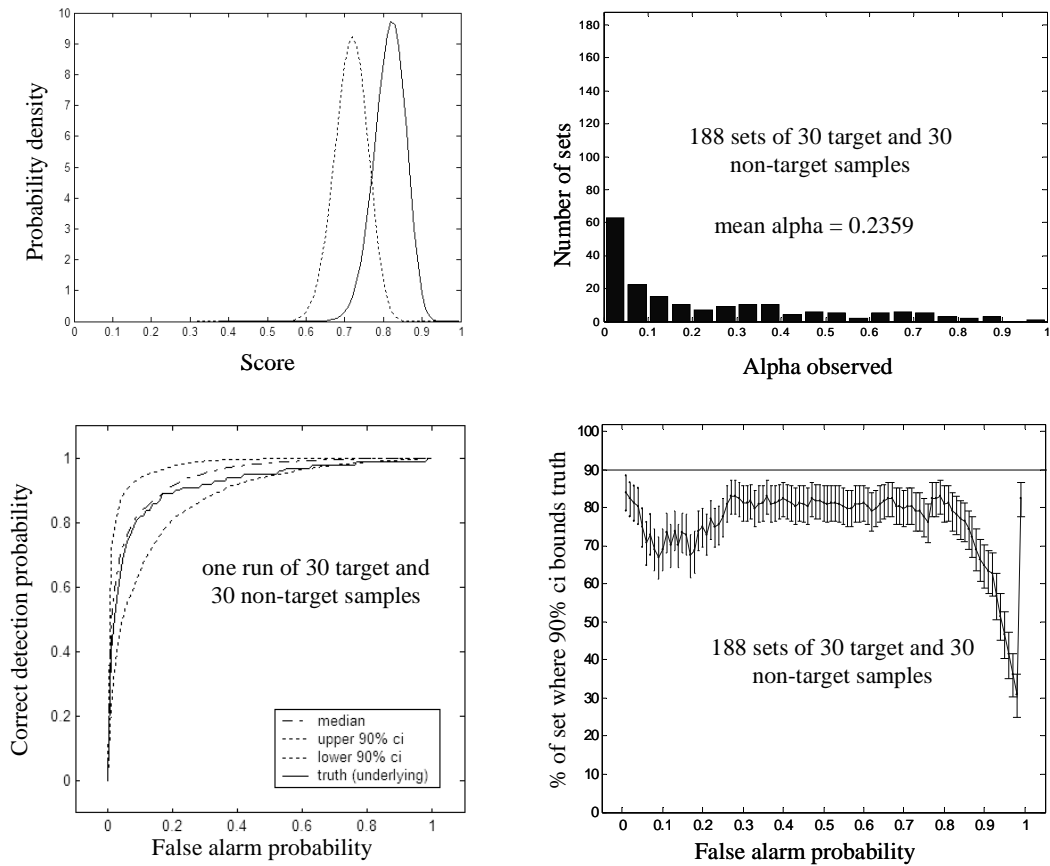 10
9
8
7
6
5
4
3
2
1
0
Probability density
0 0.1 0.2 0.3 0.4 0.5 0.6 0.7 0.8 0.9 1
Score
180
160
140
120
100
80
60
40
20
0
Number of sets
188 sets of 30 target and 30
non-target samples
mean alpha = 0.2359
0 0.1 0.2 0.3 0.4 0.5 0.6 0.7 0.8 0.9 1
Alpha observed
1
0.8
0.6
0.4
0.2
0
Correct detection probability
one run of 30 target and
30 non-target samples
median
upper 90% ci
lower 90% ci
truth (underlying)
0 0.2 0.4 0.6 0.8 1
False alarm probability
100
90
80
70
60
50
40
30
20
10
0
% of set where 90% ci bounds truth
188 sets of 30 target and 30
non-target samples
0 0.1 0.2 0.3 0.4 0.5 0.6 0.7 0.8 0.9 1
False alarm probability